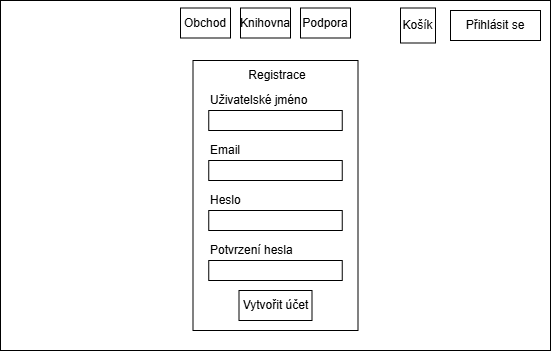 Obchod Knihovna Podpora Košík Přihlásit se
Registrace
Uživatelské jméno
Email
Heslo
Potvrzení hesla
Vytvořit účet